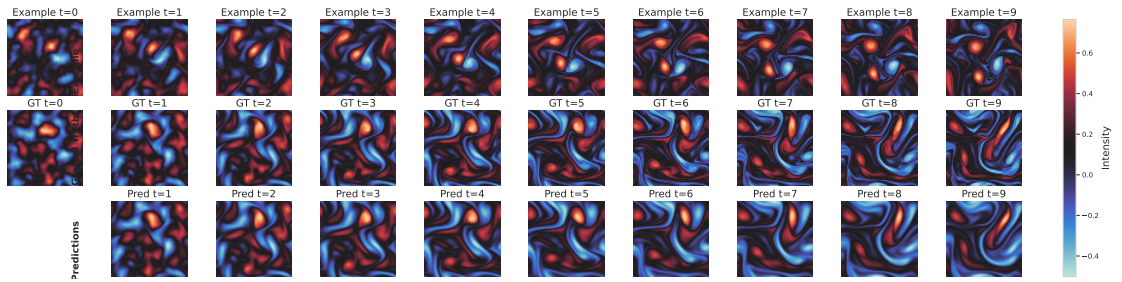 Example t=0 Example t=1 Example t=2 Example t=3 Example t=4 Example t=5 Example t=6 Example t=7 Example t=8 Example t=9
GT t=0 GT t=1 GT t=2 GT t=3 GT t=4 GT t=5 GT t=6 GT t=7 GT t=8 GT t=9
Pred t=1 Pred t=2 Pred t=3 Pred t=4 Pred t=5 Pred t=6 Pred t=7 Pred t=8 Pred t=9
Predictions
0.6
0.4
0.2
0.0
−0.2
−0.4
Intensity